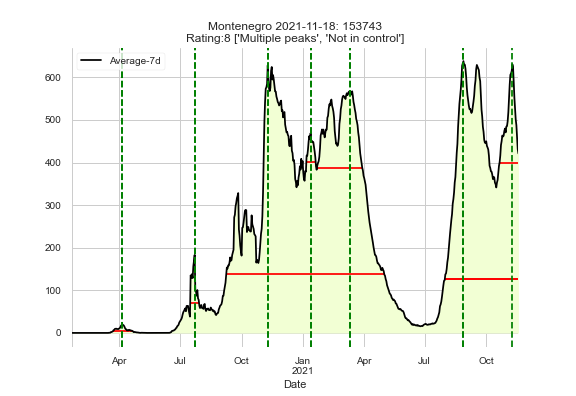 Montenegro 2021-11-18: 153743
Rating:8 ['Multiple peaks', 'Not in control']
Average-7d
600
500
400
300
200
100
0
Apr Jul Oct Jan Apr Jul Oct
2021
Date